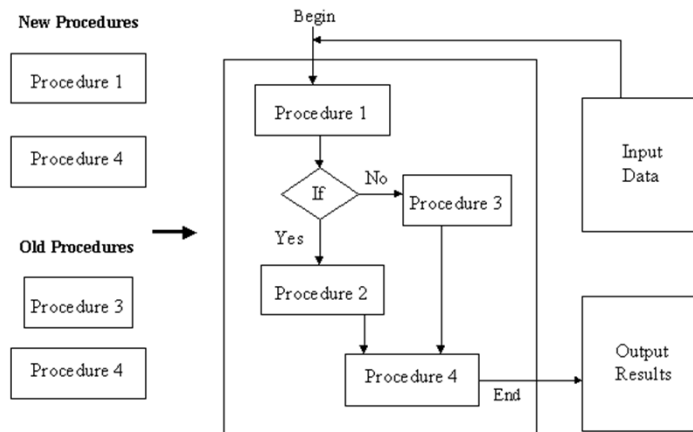 New Procedures
Procedure 1
Procedure 4
Old Procedures
Procedure 3
Procedure 4
Begin
Procedure 1
If
No
Procedure 3
Yes
Procedure 2
Procedure 4
End
Input
Data
Output
Results